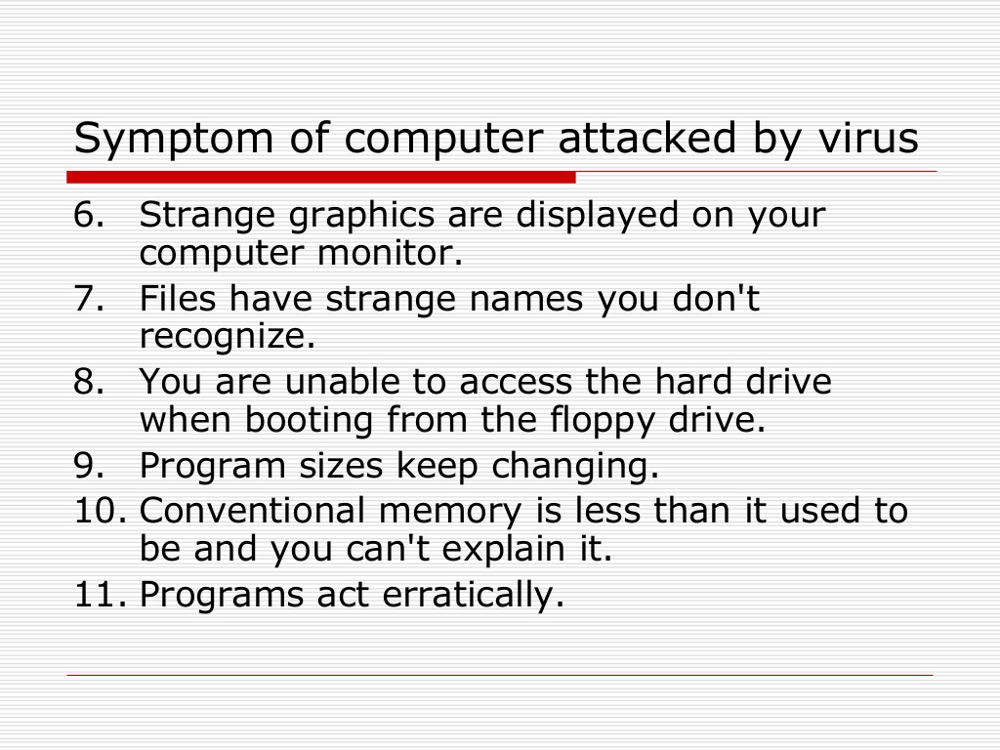 Symptom of computer attacked by virus
6. Strange graphics are displayed on your
computer monitor.
7. Files have strange names you don't
recognize.
8. You are unable to access the hard drive
when booting from the floppy drive.
9. Program sizes keep changing.
10. Conventional memory is less than it used to
be and you can't explain it.
11. Programs act erratically.